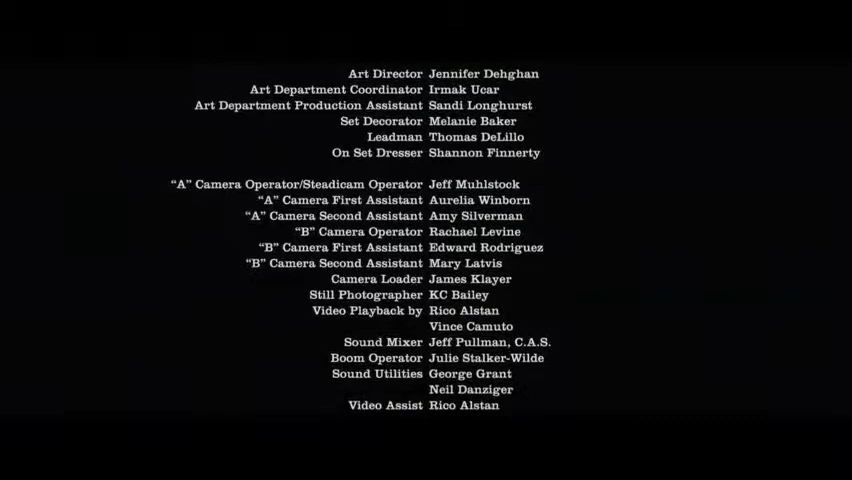 Art Director Jennifer Dehghan
Art Department Coordinator Irmak Ucar
Art Department Production Assistant Sandi Longhurst
Set Decorator Melanie Baker
Leadman Thomas DeLillo
On Set Dresser Shannon Finnerty
“A” Camera Operator/Steadicam Operator Jeff Muhlstock
“A” Camera First Assistant Aurelia Winborn
“A” Camera Second Assistant Amy Silverman
“B” Camera Operator Rachael Levine
“B” Camera First Assistant Edward Rodriguez
“B” Camera Second Assistant Mary Latvis
Camera Loader James Klayer
Still Photographer KC Bailey
Video Playback by Rico Alstan
Vince Camuto
Sound Mixer Jeff Pullman, C.A.S.
Boom Operator Julie Stalker-Wilde
Sound Utilities George Grant
Neil Danziger
Video Assist Rico Alstan